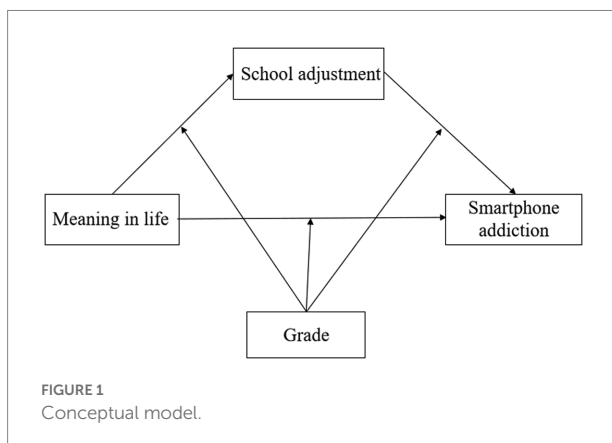 School adjustment
Meaning in life
Smartphone
addiction
Grade
FIGURE 1
Conceptual model.